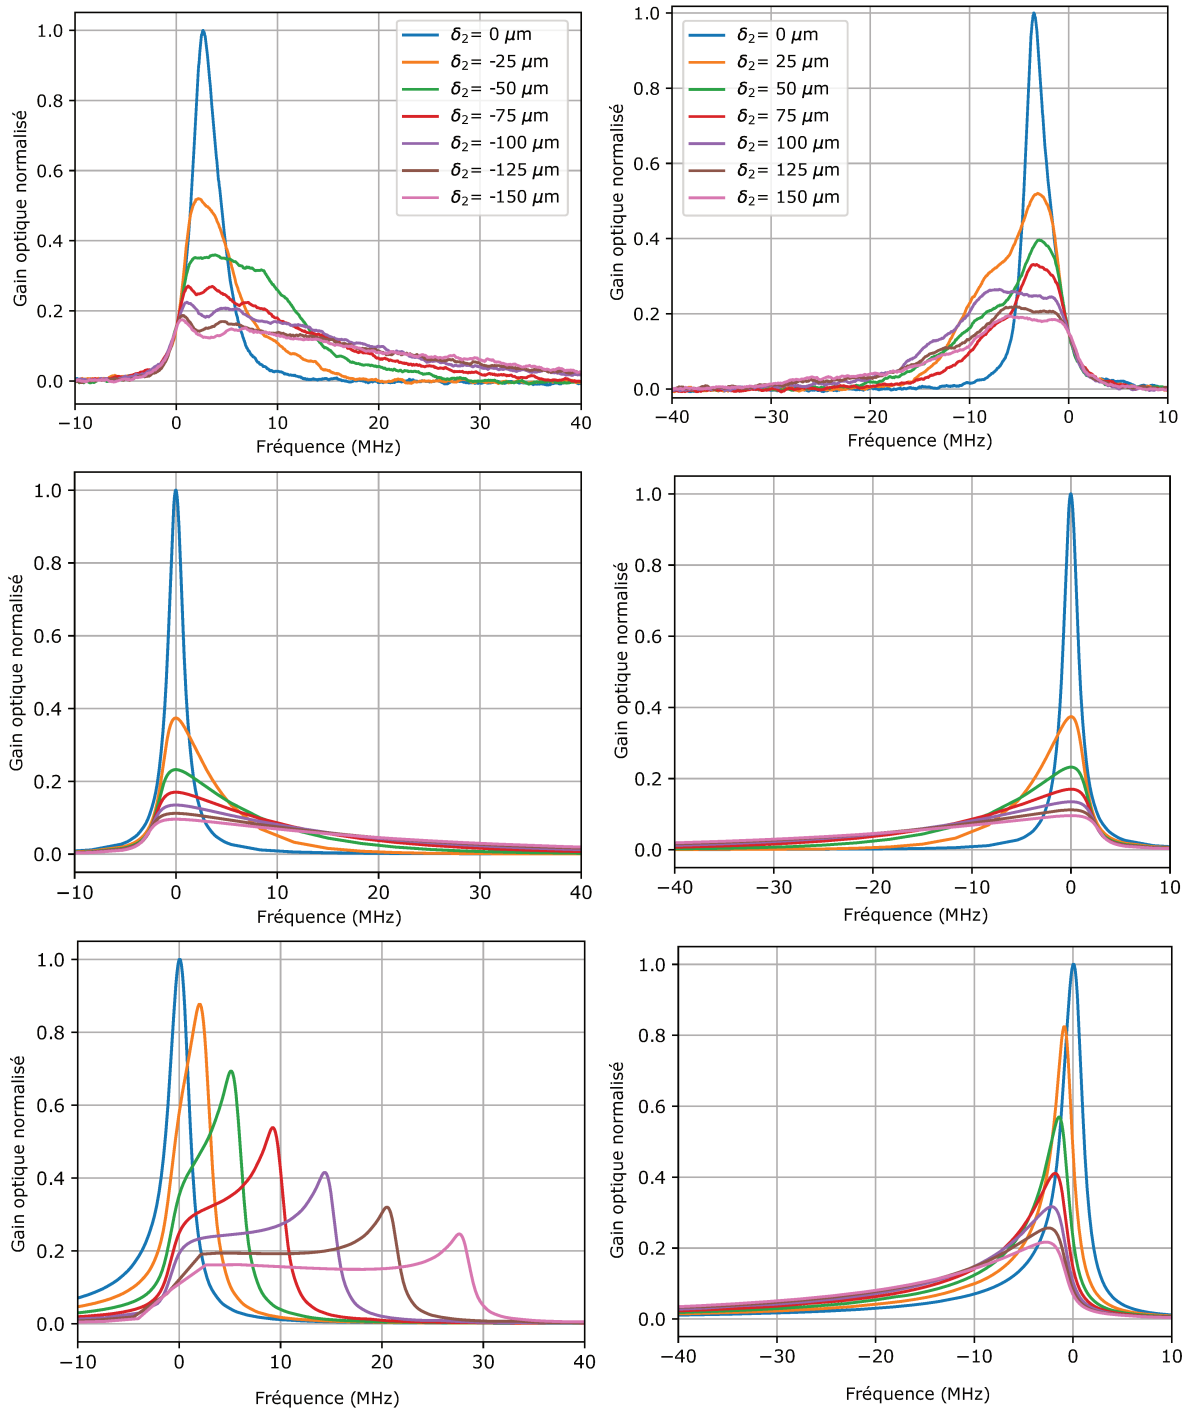 Gain optique normalisé
1.0
0.8
0.6
0.4
0.2
0.0
−10
0
10
20
30
40
Fréquence (MHz)
δ2= 0 μm
δ2= -25 μm
δ2= -50 μm
δ2= -75 μm
δ2= -100 μm
δ2= -125 μm
δ2= -150 μm
Gain optique normalisé
1.0
0.8
0.6
0.4
0.2
0.0
−40
−30
−20
−10
0
10
Fréquence (MHz)
δ2= 0 μm
δ2= 25 μm
δ2= 50 μm
δ2= 75 μm
δ2= 100 μm
δ2= 125 μm
δ2= 150 μm
Gain optique normalisé
1.0
0.8
0.6
0.4
0.2
0.0
−10
0
10
20
30
40
Fréquence (MHz)
Gain optique normalisé
1.0
0.8
0.6
0.4
0.2
0.0
−40
−30
−20
−10
0
10
Fréquence (MHz)
Gain optique normalisé
1.0
0.8
0.6
0.4
0.2
0.0
−10
0
10
20
30
40
Fréquence (MHz)
Gain optique normalisé
1.0
0.8
0.6
0.4
0.2
0.0
−40
−30
−20
−10
0
10
Fréquence (MHz)